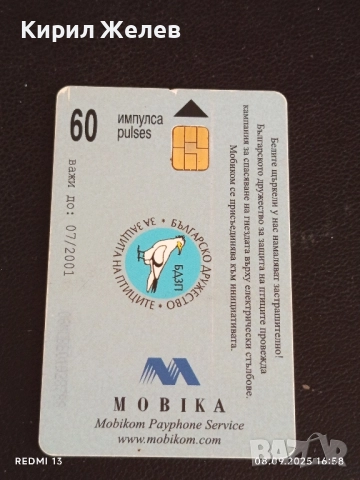 Кирил Желев
60 импулса
pulses
важи до: 07/2001
Белите щъркели у нас намаляват застрашително!
Българското дружество за защита на птиците провежда
кампания за спасяване на гнездата върху електрически стълбове.
Мобиком се присъединява към инициативата.
БЪЛГАРСКО ДРУЖЕСТВО • ЗА ЗАЩИТА НА ПТИЦИТЕ •
БДЗП
MOBIKA
Mobikom Payphone Service
www.mobikom.com
REDMI 13
08.09.2025 16:58
BAZAR